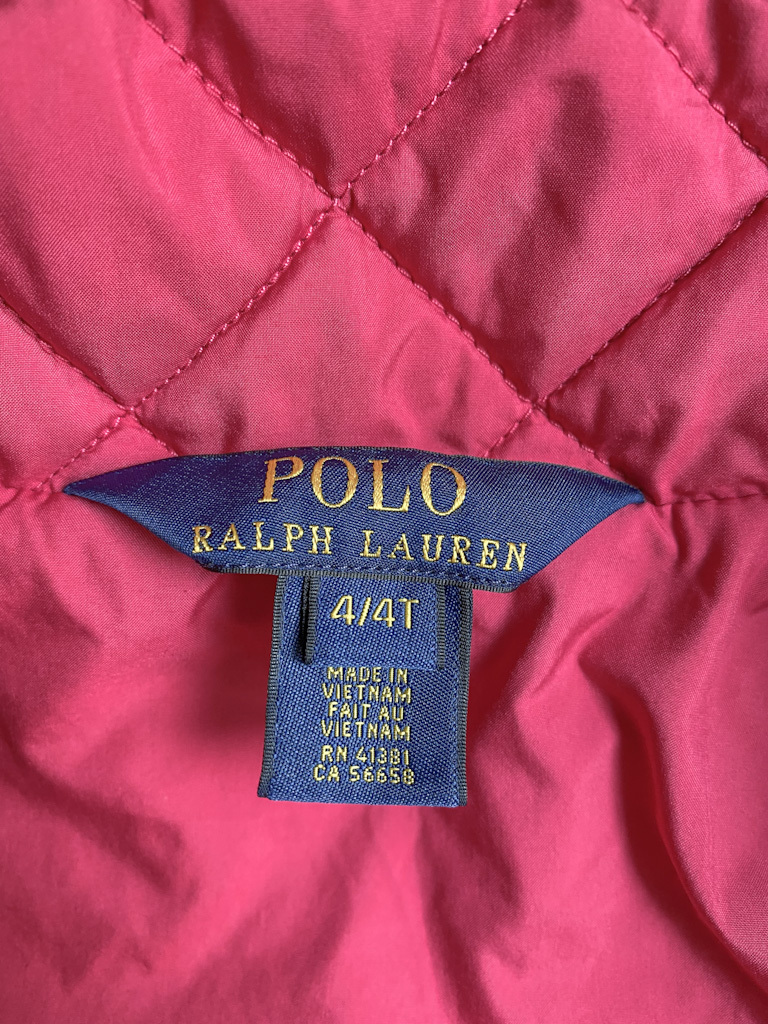 POLO
RALPH LAUREN
4/4T
MADE IN
VIETNAM
FAIT AU
VIETNAM
RN 41381
CA 56658